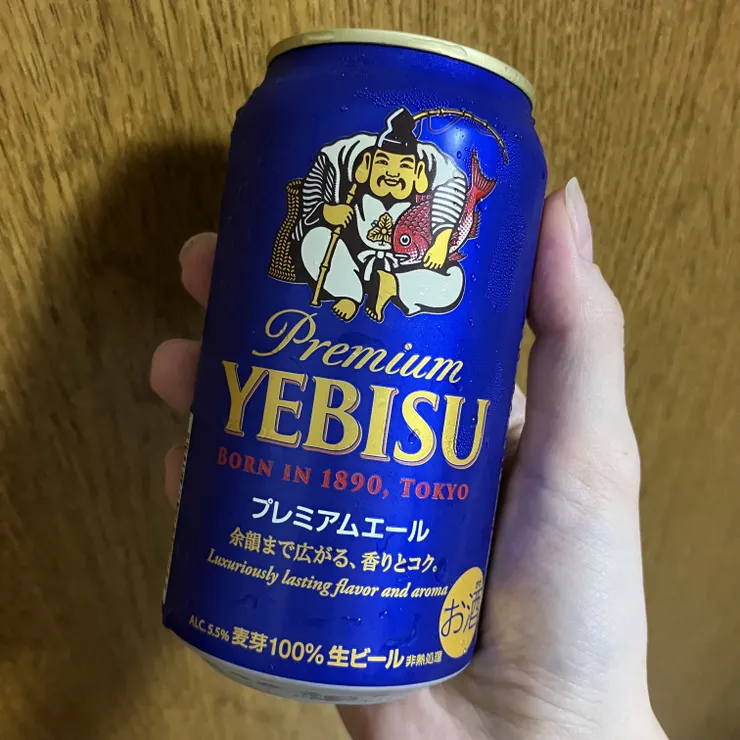 Premium
YEBISU
BORN IN 1890, TOKYO
プレミアムエール
余韻まで広がる、香りとコク。
Luxuriously lasting flavor and aroma
お酒
ALC. 5.5% 麦芽100% 生ビール 非熱処理